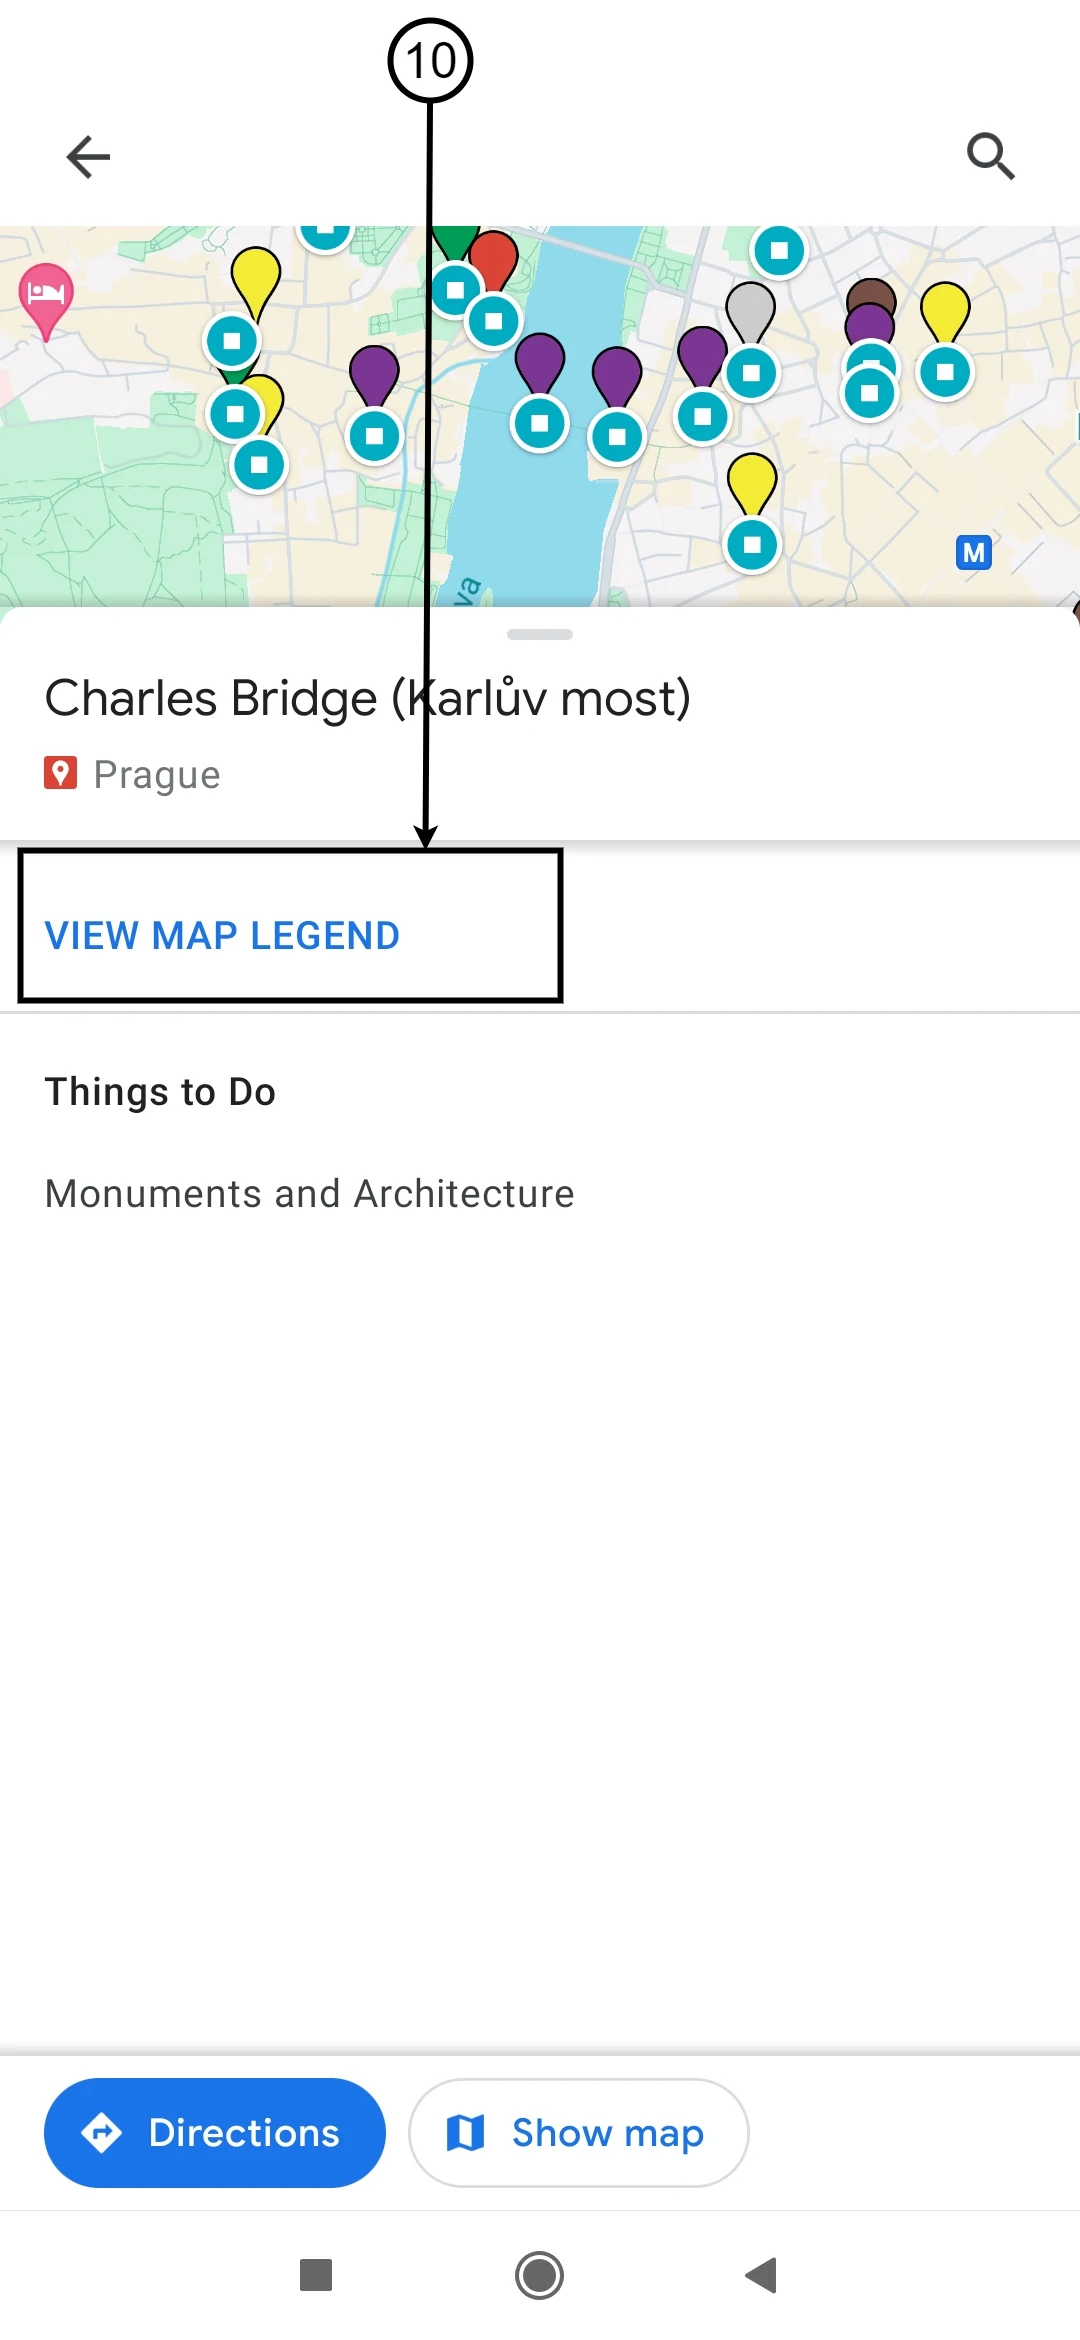 10
M
va
Charles Bridge (Karlův most)
Prague
VIEW MAP LEGEND
Things to Do
Monuments and Architecture
Directions
Show map